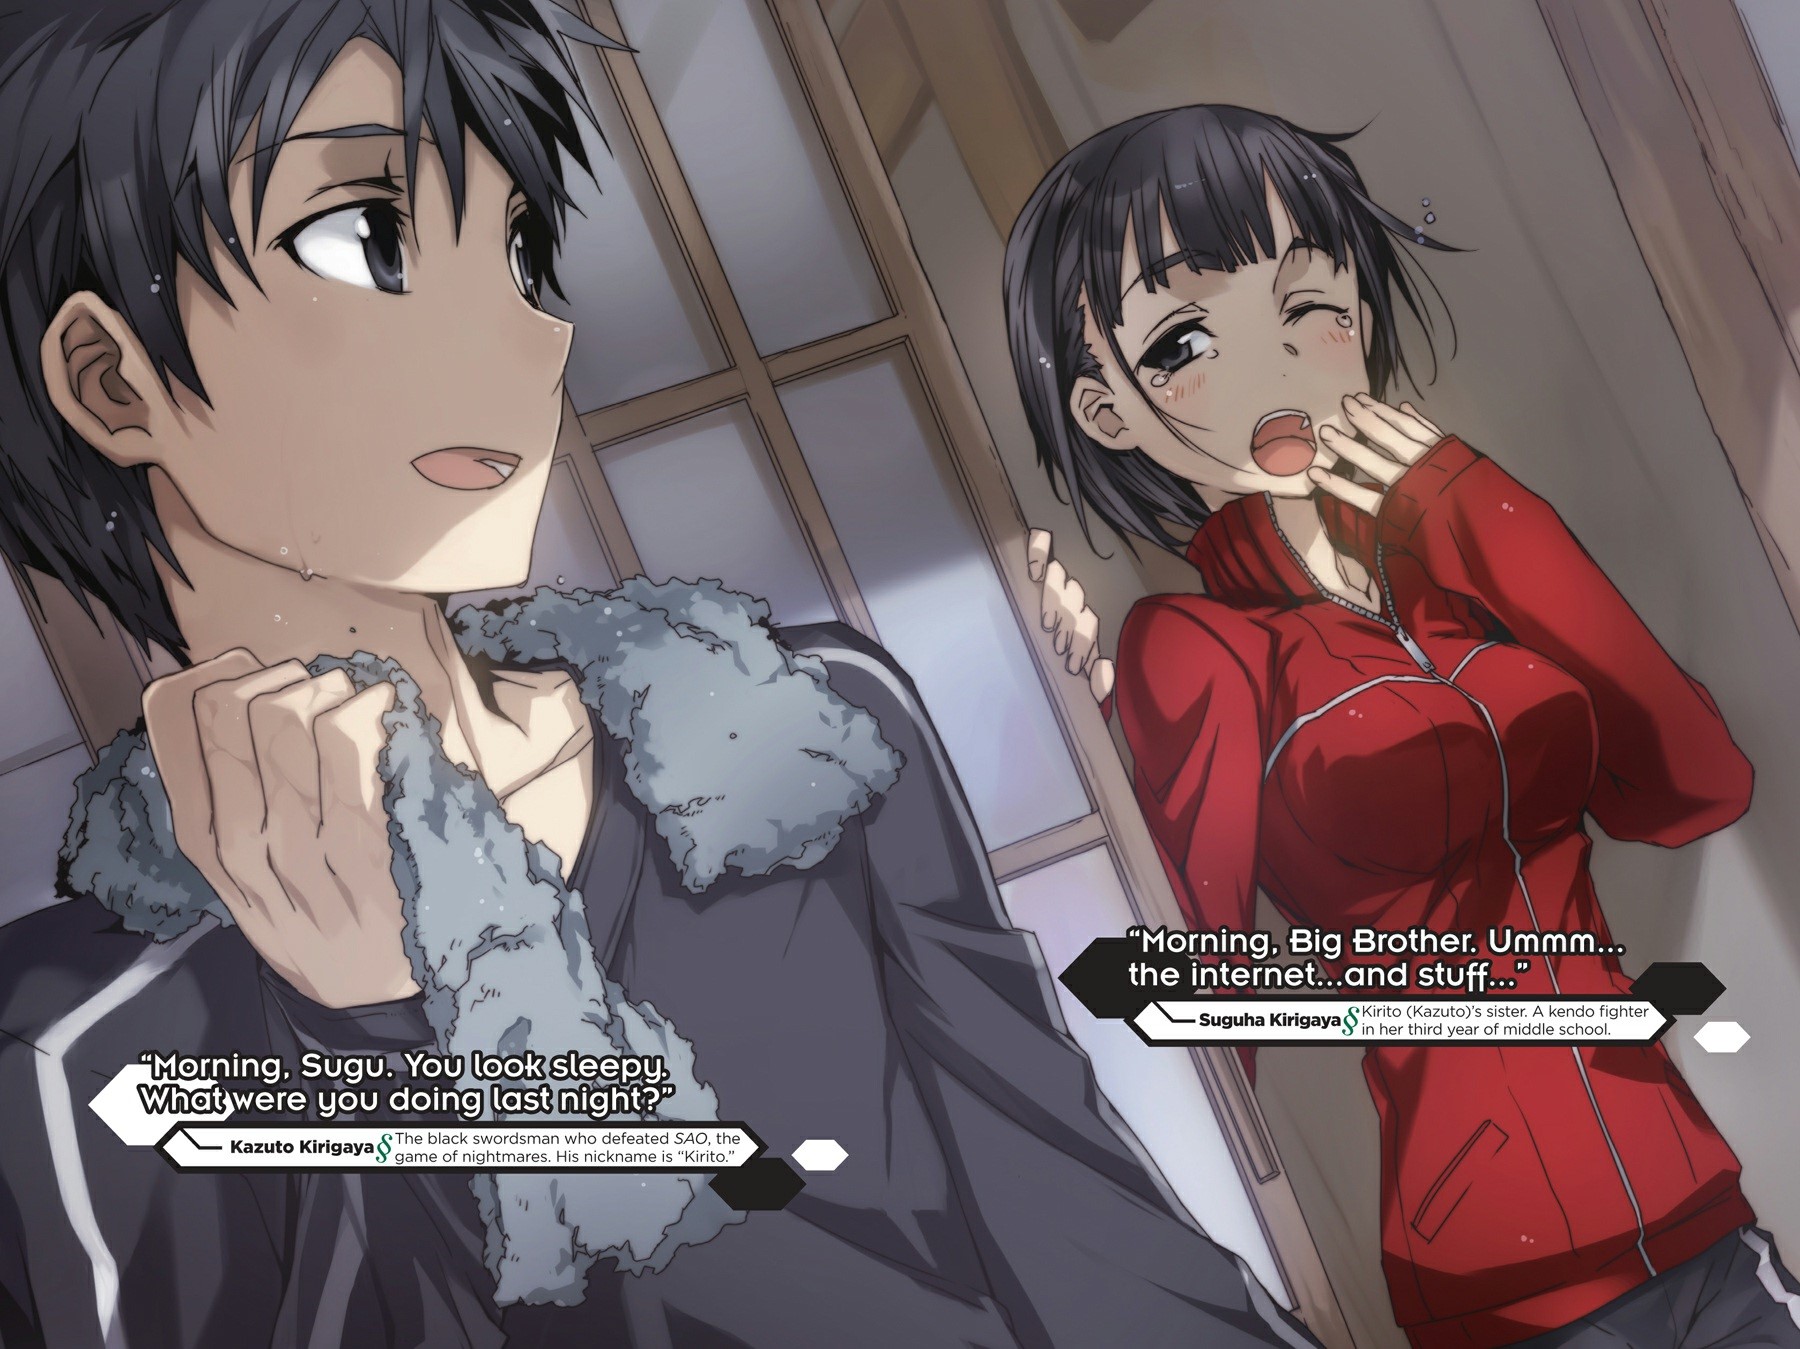 “Morning, Big Brother. Ummm...
the internet...and stuff...”
Suguha Kirigaya § Kirito (Kazuto)’s sister. A kendo fighter
in her third year of middle school.
“Morning, Sugu. You look sleepy.
What were you doing last night?”
Kazuto Kirigaya § The black swordsman who defeated SAO, the
game of nightmares. His nickname is “Kirito.”